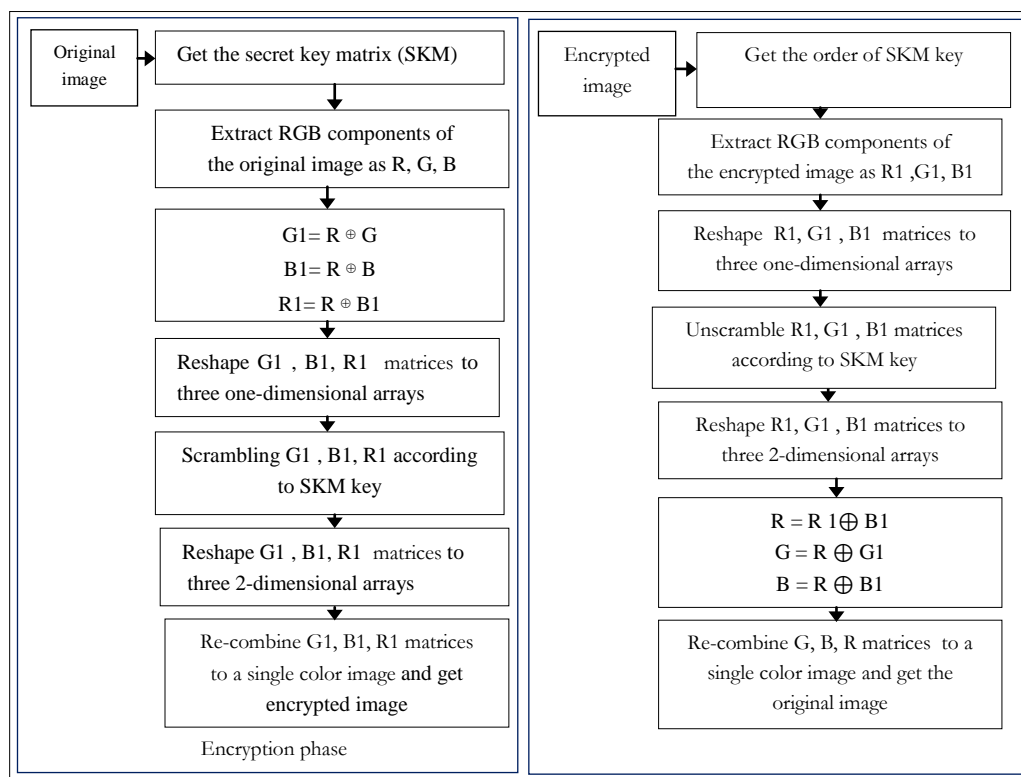 Original
image
Get the secret key matrix (SKM)
Extract RGB components of
the original image as R, G, B
G1= R ⊕ G
B1= R ⊕ B
R1= R ⊕ B1
Reshape G1 , B1, R1 matrices to
three one-dimensional arrays
Scrambling G1 , B1, R1 according
to SKM key
Reshape G1 , B1, R1 matrices to
three 2-dimensional arrays
Re-combine G1, B1, R1 matrices
to a single color image and get
encrypted image
Encryption phase
Encrypted
image
Get the order of SKM key
Extract RGB components of
the encrypted image as R1 ,G1, B1
Reshape R1, G1 , B1 matrices to
three one-dimensional arrays
Unscramble R1, G1 , B1 matrices
according to SKM key
Reshape R1, G1 , B1 matrices to
three 2-dimensional arrays
R = R 1⊕ B1
G = R ⊕ G1
B = R ⊕ B1
Re-combine G, B, R matrices to a
single color image and get the
original image